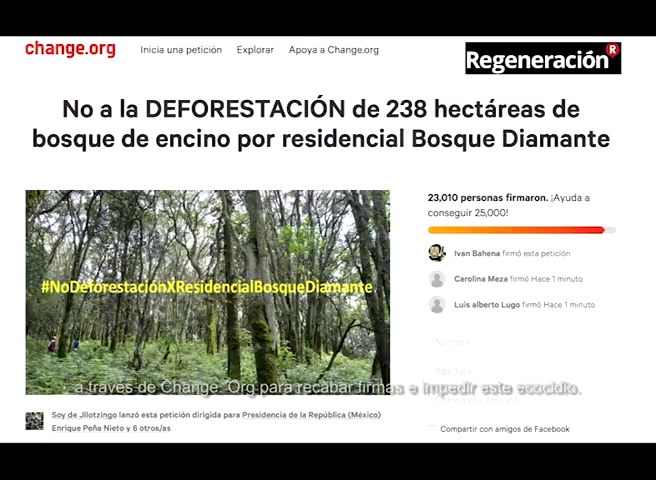 change.org
Inicia una petición
Explorar
Apoya a Change.org
Regeneración R
No a la DEFORESTACIÓN de 238 hectáreas de
bosque de encino por residencial Bosque Diamante
23,010 personas firmaron. ¡Ayuda a
conseguir 25,000!
Ivan Bahena firmó esta petición
Carolina Meza firmó Hace 1 minuto
Luis alberto Lugo firmó Hace 1 minuto
#NoDeforestaciónXResidencialBosqueDiamante
Nombre
Apellido
a través de Change. Org para recabar firmas e impedir este ecocidio.
Soy de Jilotzingo lanzó esta petición dirigida para Presidencia de la República (México)
Enrique Peña Nieto y 6 otros/as
Compartir con amigos de Facebook